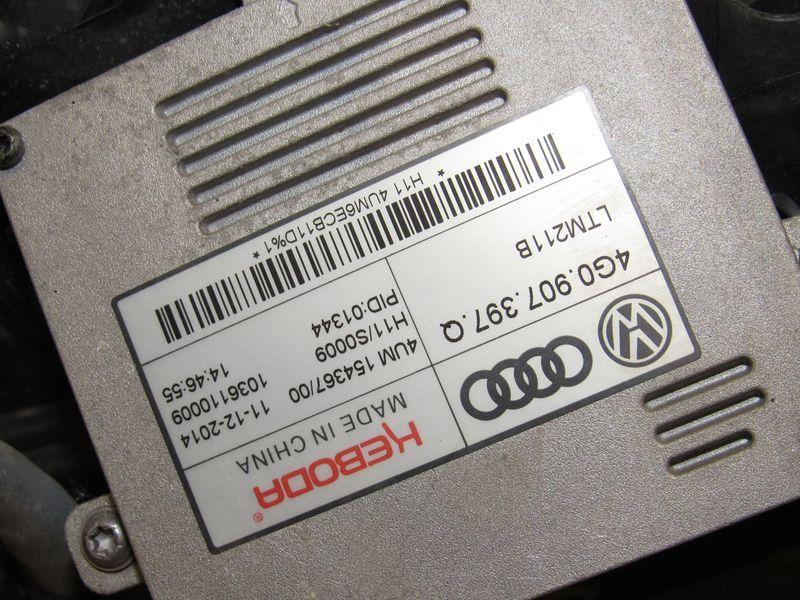 KEBODA®
MADE IN CHINA
4G0.907.397.Q
LTM211B
4UM 154367/00
11-12-2014
H11/S0009
1036110009
PID:01344
14:46:55
* H11 4UM6ECB11D%1 *